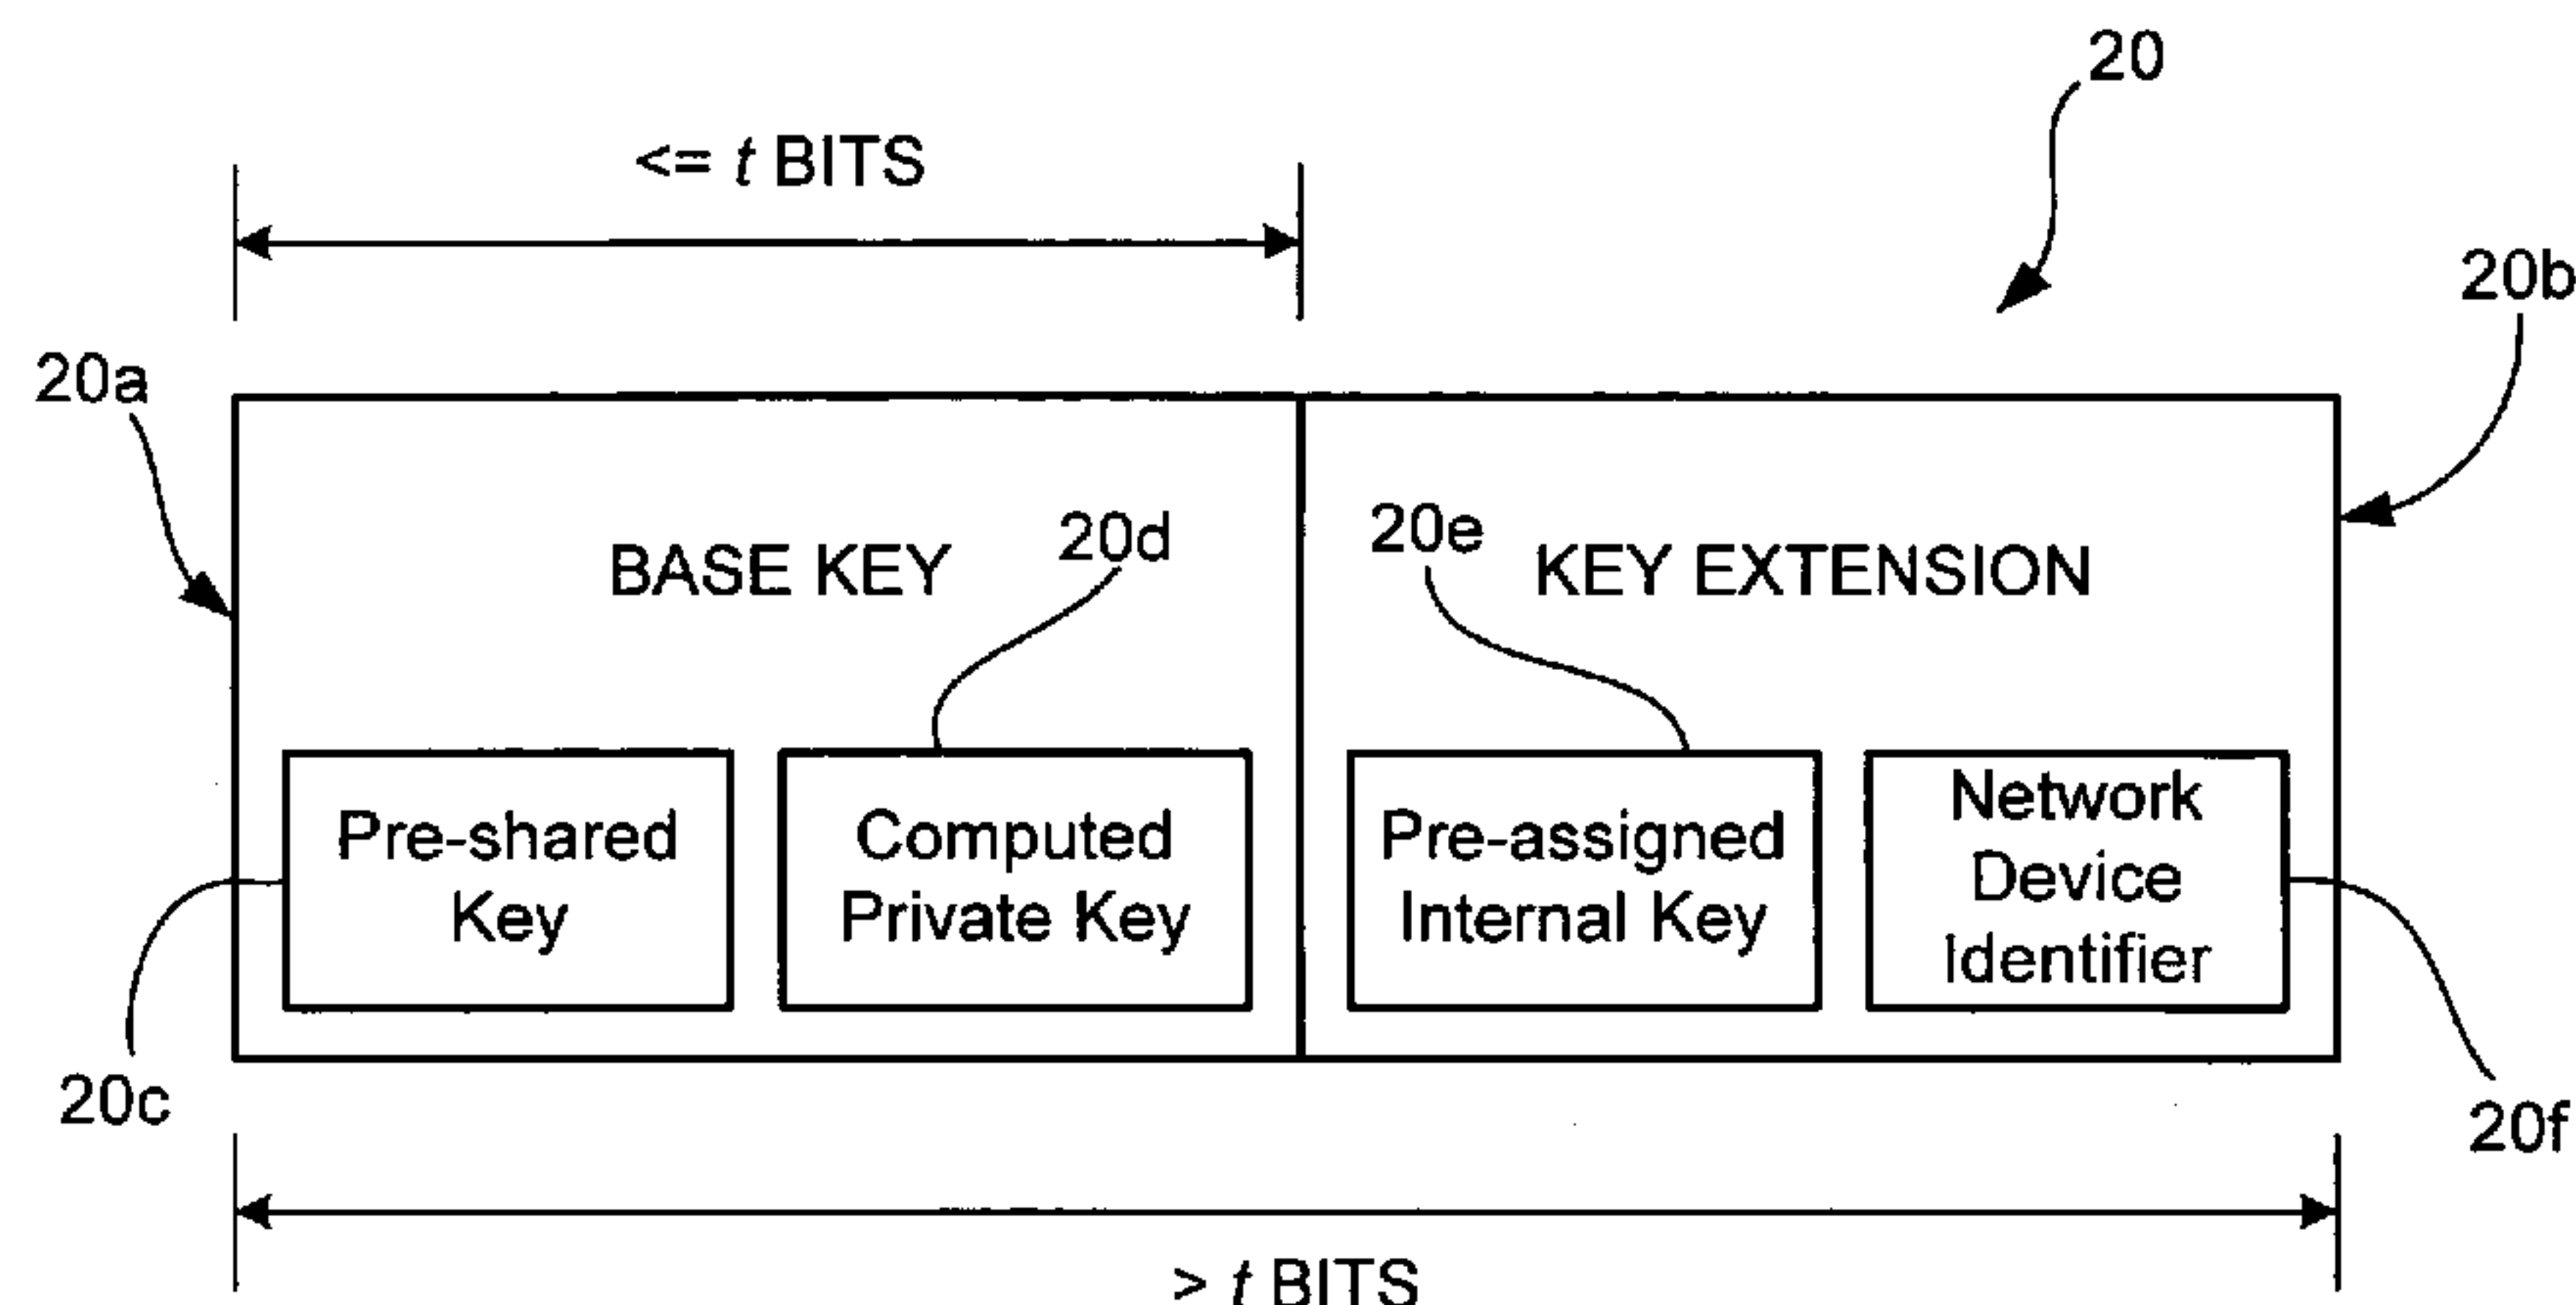 20
<= t BITS
20b
20a
20d
20e
BASE KEY
KEY EXTENSION
Pre-shared
Key
Computed
Private Key
Pre-assigned
Internal Key
Network
Device
Identifier
20c
20f
> t BITS